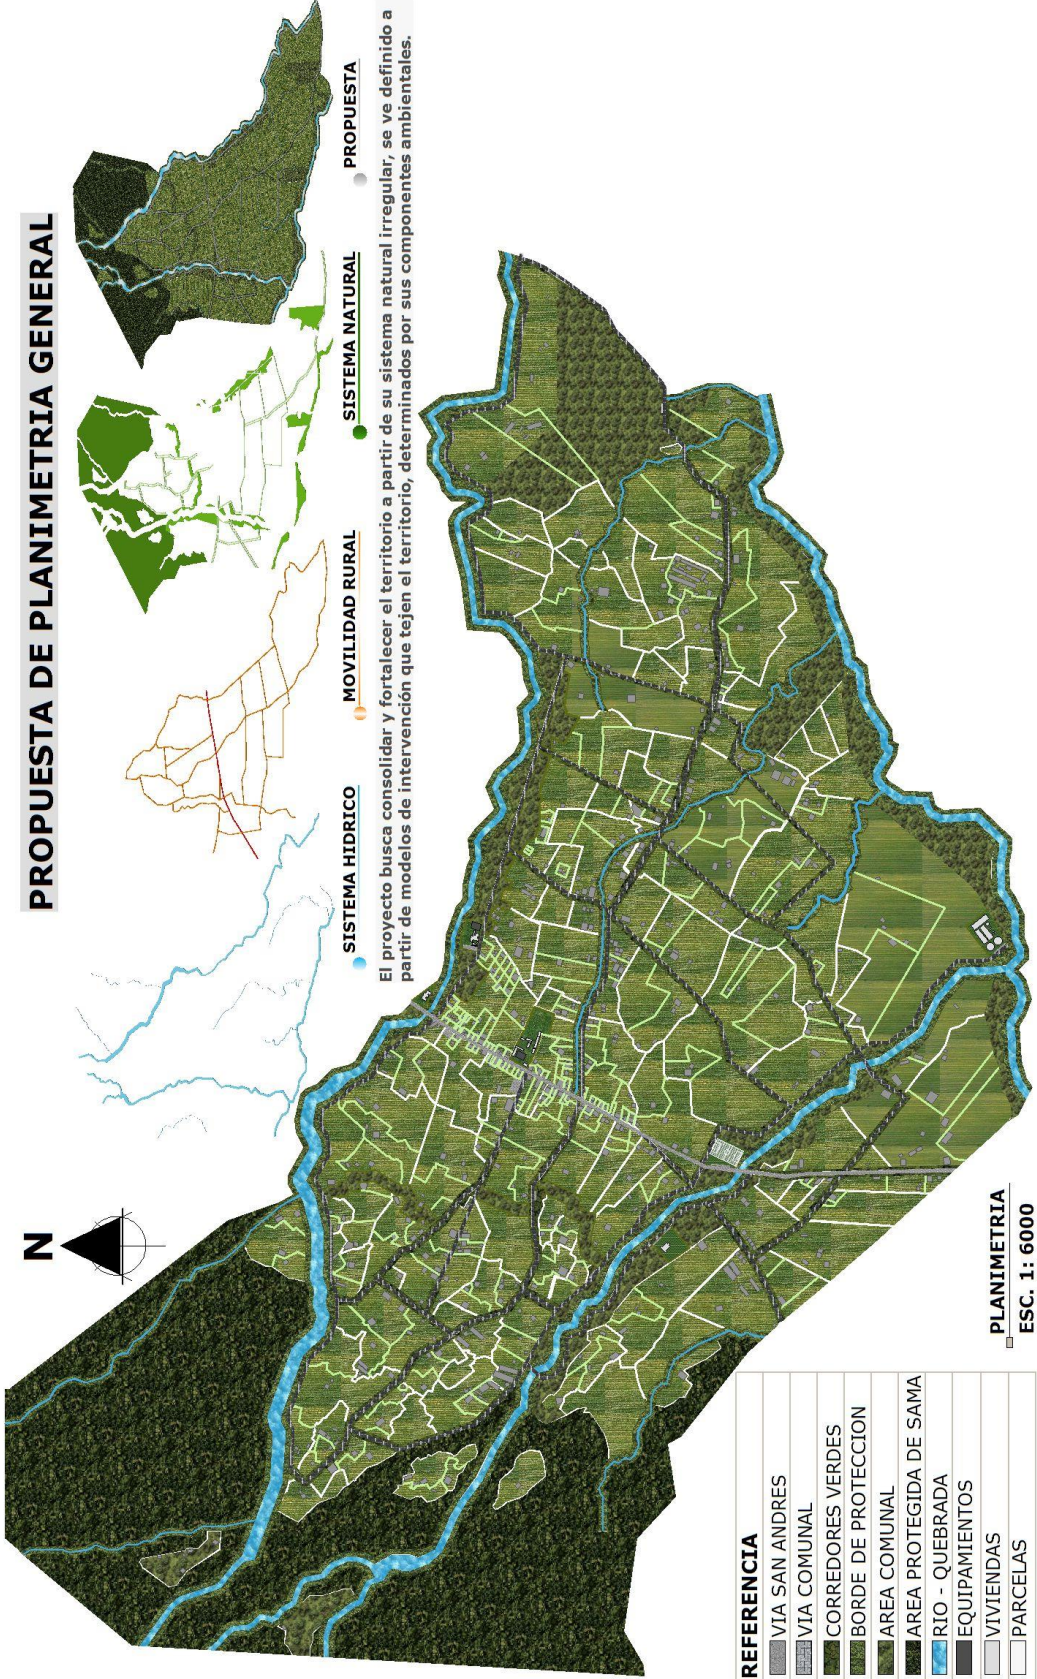 PROPUESTA DE PLANIMETRIA GENERAL
N
SISTEMA HIDRICO
MOVILIDAD RURAL
SISTEMA NATURAL
PROPUESTA
El proyecto busca consolidar y fortalecer el territorio a partir de su sistema natural irregular, se ve definido a
partir de modelos de intervención que tejen el territorio, determinados por sus componentes ambientales.
REFERENCIA
VIA SAN ANDRES
VIA COMUNAL
CORREDORES VERDES
BORDE DE PROTECCION
AREA COMUNAL
AREA PROTEGIDA DE SAMA
RIO - QUEBRADA
EQUIPAMIENTOS
VIVIENDAS
PARCELAS
PLANIMETRIA
ESC. 1: 6000